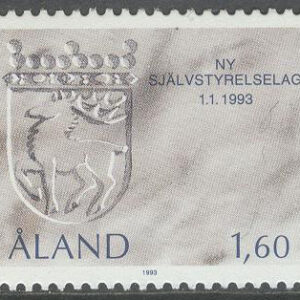 NY
SJÄLVSTYRELSELAG
1.1.1993
ÅLAND
1,60
1993